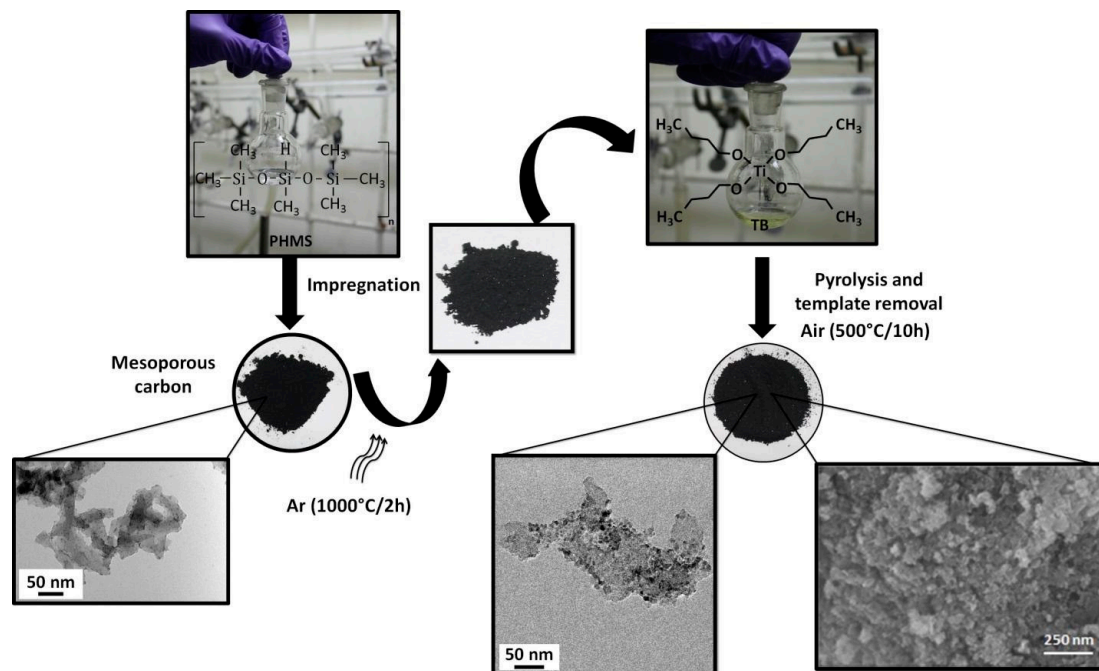 CH₃ H CH₃
CH₃–Si–O–Si–O–Si–CH₃
CH₃ CH₃ CH₃
n
PHMS
Impregnation
Mesoporous
carbon
50 nm
Ar (1000°C/2h)
H₃C CH₃
O O
Ti
O O
H₃C CH₃
TB
Pyrolysis and
template removal
Air (500°C/10h)
50 nm
250 nm